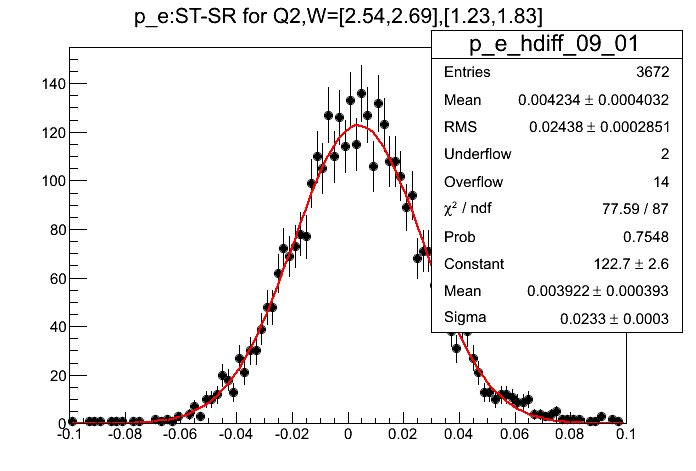 p_e:ST-SR for Q2,W=[2.54,2.69],[1.23,1.83]
p_e_hdiff_09_01
Entries 3672
Mean 0.004234 ± 0.0004032
RMS 0.02438 ± 0.0002851
Underflow 2
Overflow 14
χ² / ndf 77.59 / 87
Prob 0.7548
Constant 122.7 ± 2.6
Mean 0.003922 ± 0.000393
Sigma 0.0233 ± 0.0003
140
120
100
80
60
40
20
0
-0.1 -0.08 -0.06 -0.04 -0.02 0 0.02 0.04 0.06 0.08 0.1